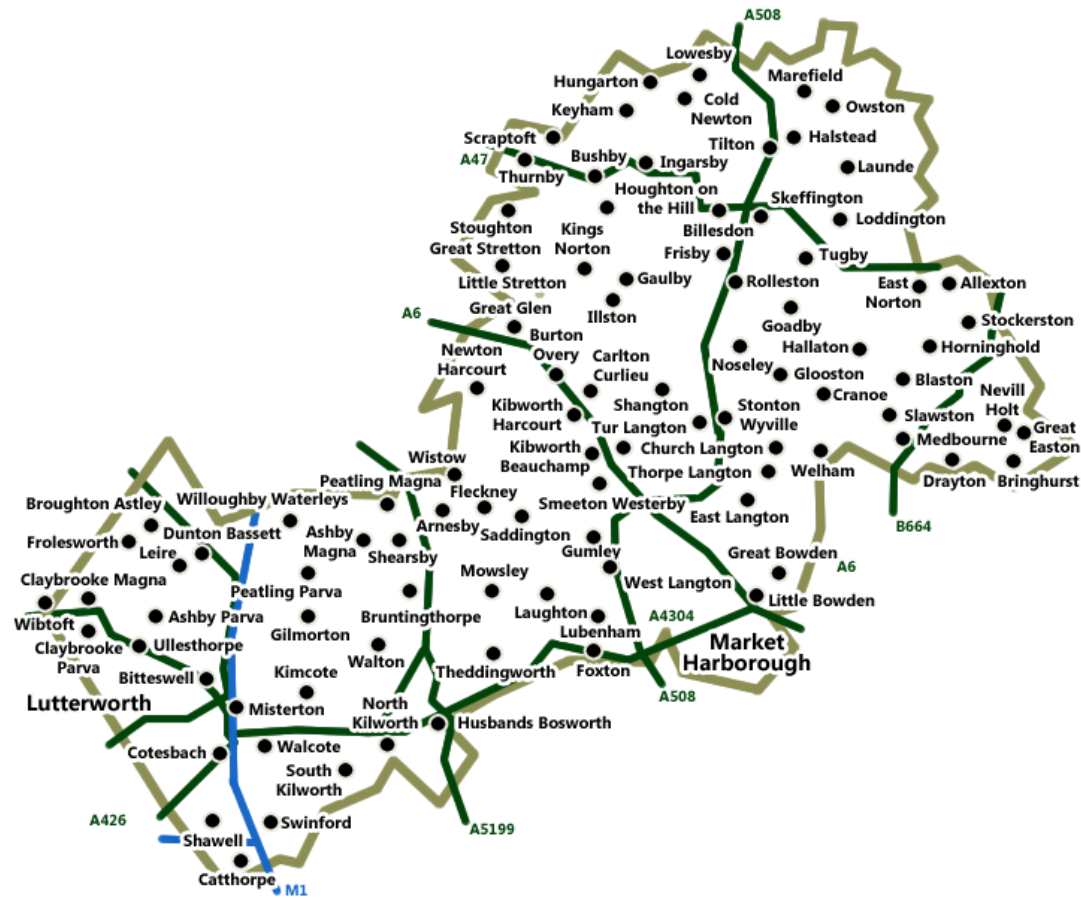 A508
Lowesby
Marefield
Hungarton
Cold
Newton
Keyham
Owston
Scraptoft
Tilton
Halstead
A47
Bushby
Ingarsby
Thurnby
Launde
Houghton on
the Hill
Skeffington
Stoughton
Kings
Norton
Billesdon
Loddington
Great Stretton
Frisby
Tugby
Little Stretton
Gaulby
Rolleston
East
Norton
Allexton
Great Glen
Illston
A6
Goadby
Stockerston
Burton
Overy
Newton
Harcourt
Carlton
Curlieu
Noseley
Hallaton
Horninghold
Glooston
Blaston
Nevill
Holt
Cranoe
Kibworth
Harcourt
Shangton
Stonton
Wyville
Slawston
Great
Easton
Tur Langton
Medbourne
Kibworth
Beauchamp
Church Langton
Wistow
Thorpe Langton
Welham
Drayton
Bringhurst
Peatling Magna
Fleckney
Willoughby Waterleys
Broughton Astley
Smeeton Westerby
East Langton
Arnesby
Saddington
B664
Dunton Bassett
Ashby
Magna
Shearsby
Frolesworth
Leire
Gumley
Great Bowden
A6
Claybrooke Magna
Mowsley
West Langton
Peatling Parva
Little Bowden
Wibtoft
Ashby Parva
Bruntingthorpe
Laughton
A4304
Gilmorton
Lubenham
Market
Harborough
Claybrooke
Parva
Ullesthorpe
Walton
Theddingworth
Foxton
Bitteswell
Kimcote
A508
Lutterworth
Misterton
North
Kilworth
Husbands Bosworth
Cotesbach
Walcote
South
Kilworth
A426
Swinford
A5199
Shawell
Catthorpe
M1